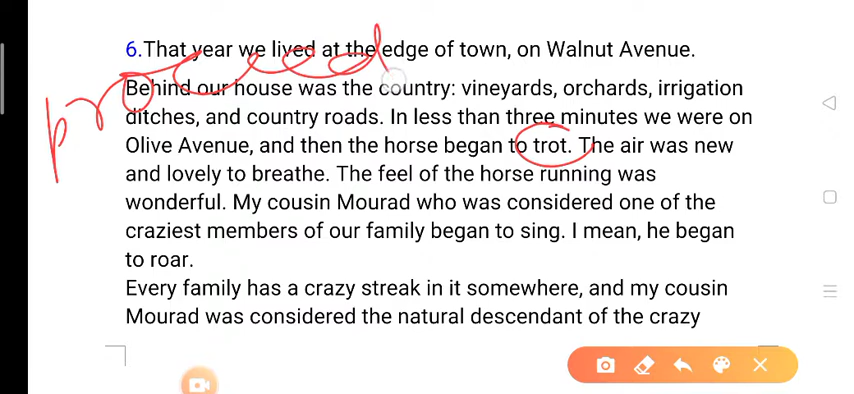 6.That year we lived at the edge of town, on Walnut Avenue.
proceed
Behind our house was the country: vineyards, orchards, irrigation
ditches, and country roads. In less than three minutes we were on
Olive Avenue, and then the horse began to trot. The air was new
and lovely to breathe. The feel of the horse running was
wonderful. My cousin Mourad who was considered one of the
craziest members of our family began to sing. I mean, he began
to roar.
Every family has a crazy streak in it somewhere, and my cousin
Mourad was considered the natural descendant of the crazy